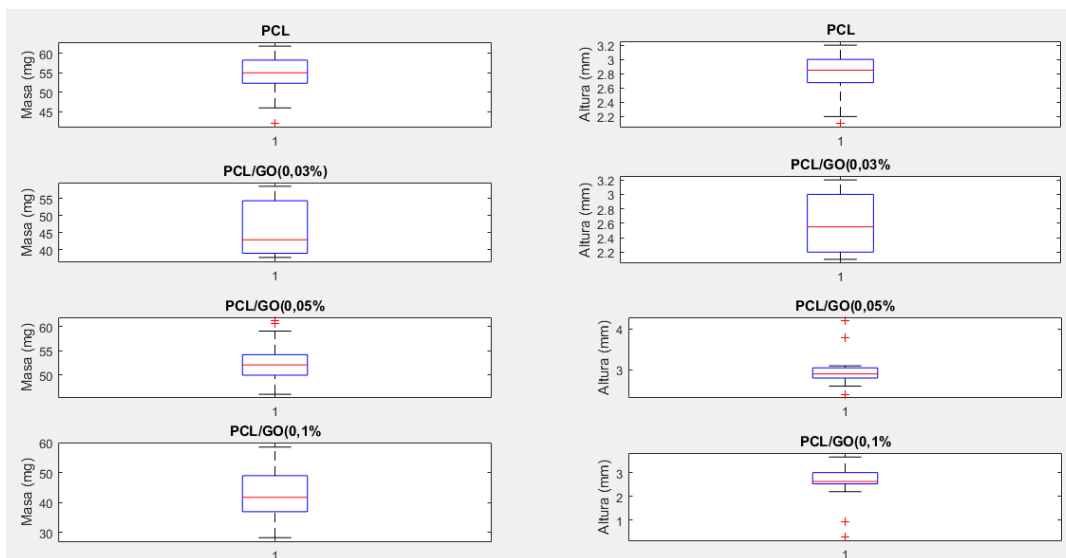 PCL
Masa (mg)
60
55
50
45
1
PCL
Altura (mm)
3.2
3
2.8
2.6
2.4
2.2
1
PCL/GO(0,03%)
Masa (mg)
55
50
45
40
1
PCL/GO(0,03%
Altura (mm)
3.2
3
2.8
2.6
2.4
2.2
1
PCL/GO(0,05%
Masa (mg)
60
55
50
1
PCL/GO(0,05%
Altura (mm)
4
3
1
PCL/GO(0,1%
Masa (mg)
60
50
40
30
1
PCL/GO(0,1%
Altura (mm)
3
2
1
1